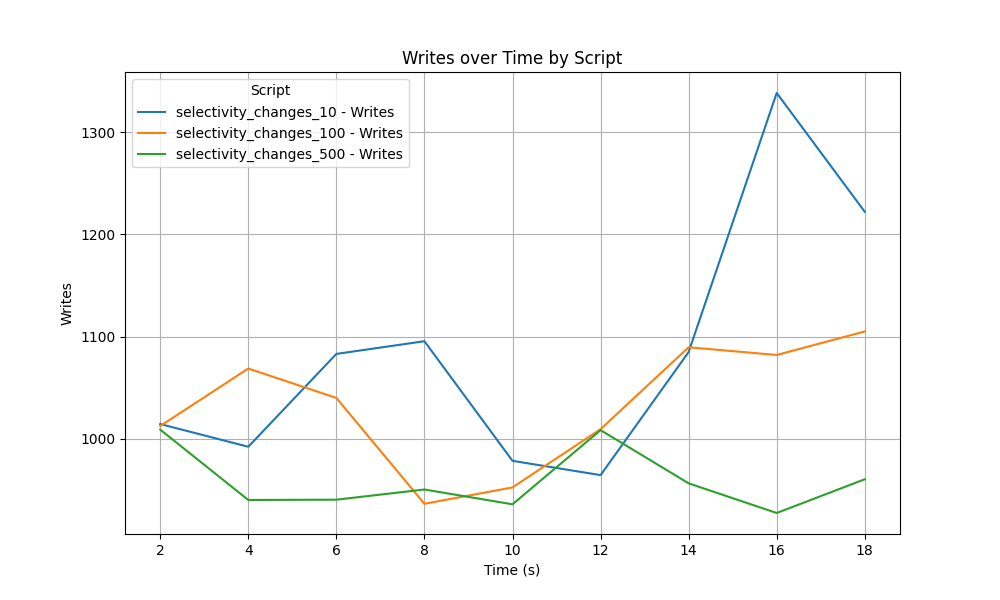 Writes over Time by Script
Script
selectivity_changes_10 - Writes
selectivity_changes_100 - Writes
selectivity_changes_500 - Writes
1300
1200
1100
1000
Writes
2 4 6 8 10 12 14 16 18
Time (s)